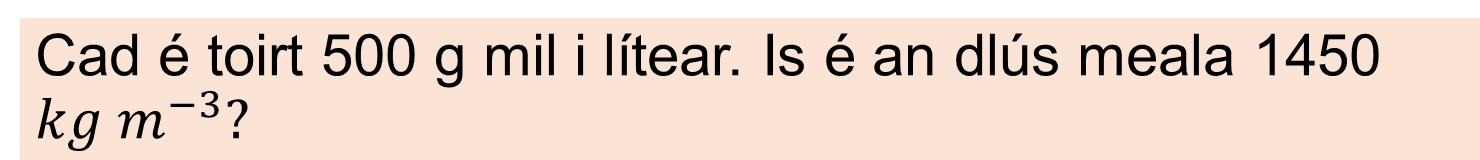 Cad é toirt 500 g mil i lítear. Is é an dlús meala 1450
kg m⁻³?